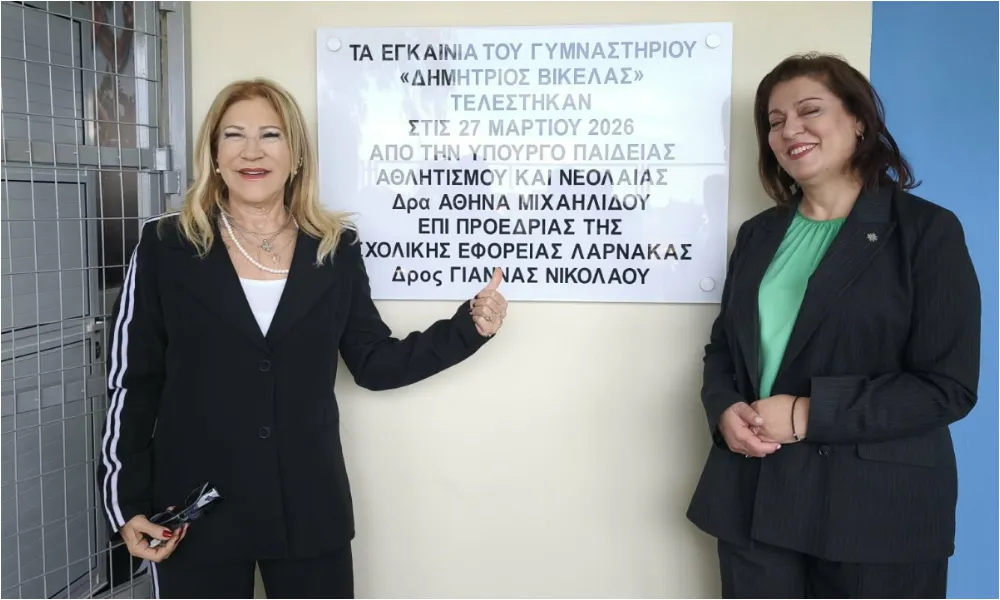 ΤΑ ΕΓΚΑΙΝΙΑ ΤΟΥ ΓΥΜΝΑΣΤΗΡΙΟΥ
«ΔΗΜΗΤΡΙΟΣ ΒΙΚΕΛΑΣ»
ΤΕΛΕΣΤΗΚΑΝ
ΣΤΙΣ 27 ΜΑΡΤΙΟΥ 2026
ΑΠΟ ΤΗΝ ΥΠΟΥΡΓΟ ΠΑΙΔΕΙΑΣ
ΑΘΛΗΤΙΣΜΟΥ ΚΑΙ ΝΕΟΛΑΙΑΣ
Δρα ΑΘΗΝΑ ΜΙΧΑΗΛΙΔΟΥ
ΕΠΙ ΠΡΟΕΔΡΙΑΣ ΤΗΣ
ΣΧΟΛΙΚΗΣ ΕΦΟΡΕΙΑΣ ΛΑΡΝΑΚΑΣ
Δρος ΓΙΑΝΝΑΣ ΝΙΚΟΛΑΟΥ